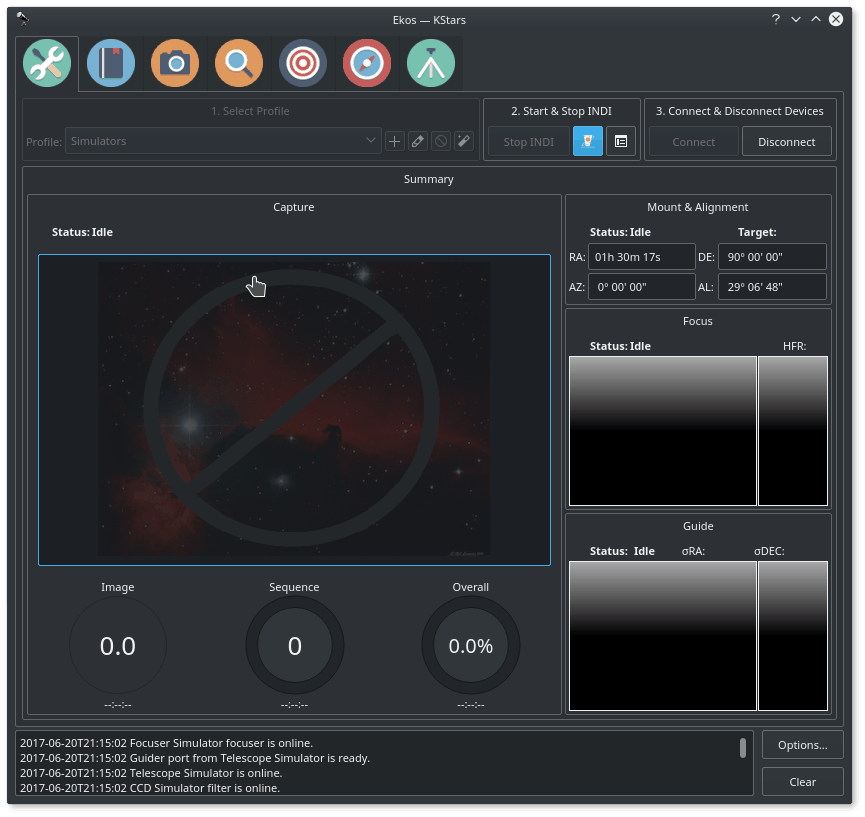 Ekos — KStars
1. Select Profile
2. Start & Stop INDI
3. Connect & Disconnect Devices
Profile: Simulators
Stop INDI
Connect
Disconnect
Summary
Capture
Status: Idle
Image
Sequence
Overall
0.0
0
0.0%
--:--:--
--:--:--
--:--:--
Mount & Alignment
Status: Idle Target:
RA: 01h 30m 17s DE: 90° 00' 00"
AZ: 0° 00' 00" AL: 29° 06' 48"
Focus
Status: Idle HFR:
Guide
Status: Idle σRA: σDEC:
2017-06-20T21:15:02 Focuser Simulator focuser is online.
2017-06-20T21:15:02 Guider port from Telescope Simulator is ready.
2017-06-20T21:15:02 Telescope Simulator is online.
2017-06-20T21:15:02 CCD Simulator filter is online.
Options...
Clear